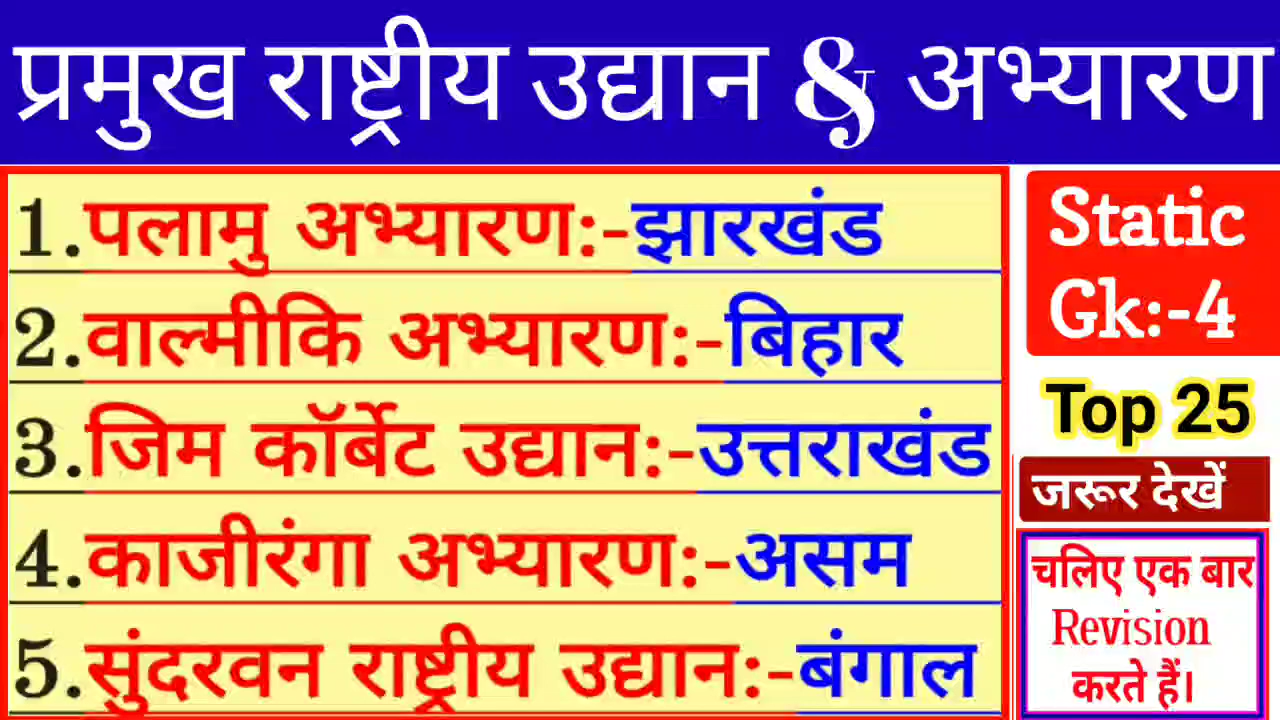 प्रमुख राष्ट्रीय उद्यान & अभ्यारण
1.पलामु अभ्यारण:-झारखंड
2.वाल्मीकि अभ्यारण:-बिहार
3.जिम कॉर्बेट उद्यान:-उत्तराखंड
4.काजीरंगा अभ्यारण:-असम
5.सुंदरवन राष्ट्रीय उद्यान:-बंगाल
Static
Gk:-4
Top 25
जरूर देखें
चलिए एक बार
Revision
करते हैं।